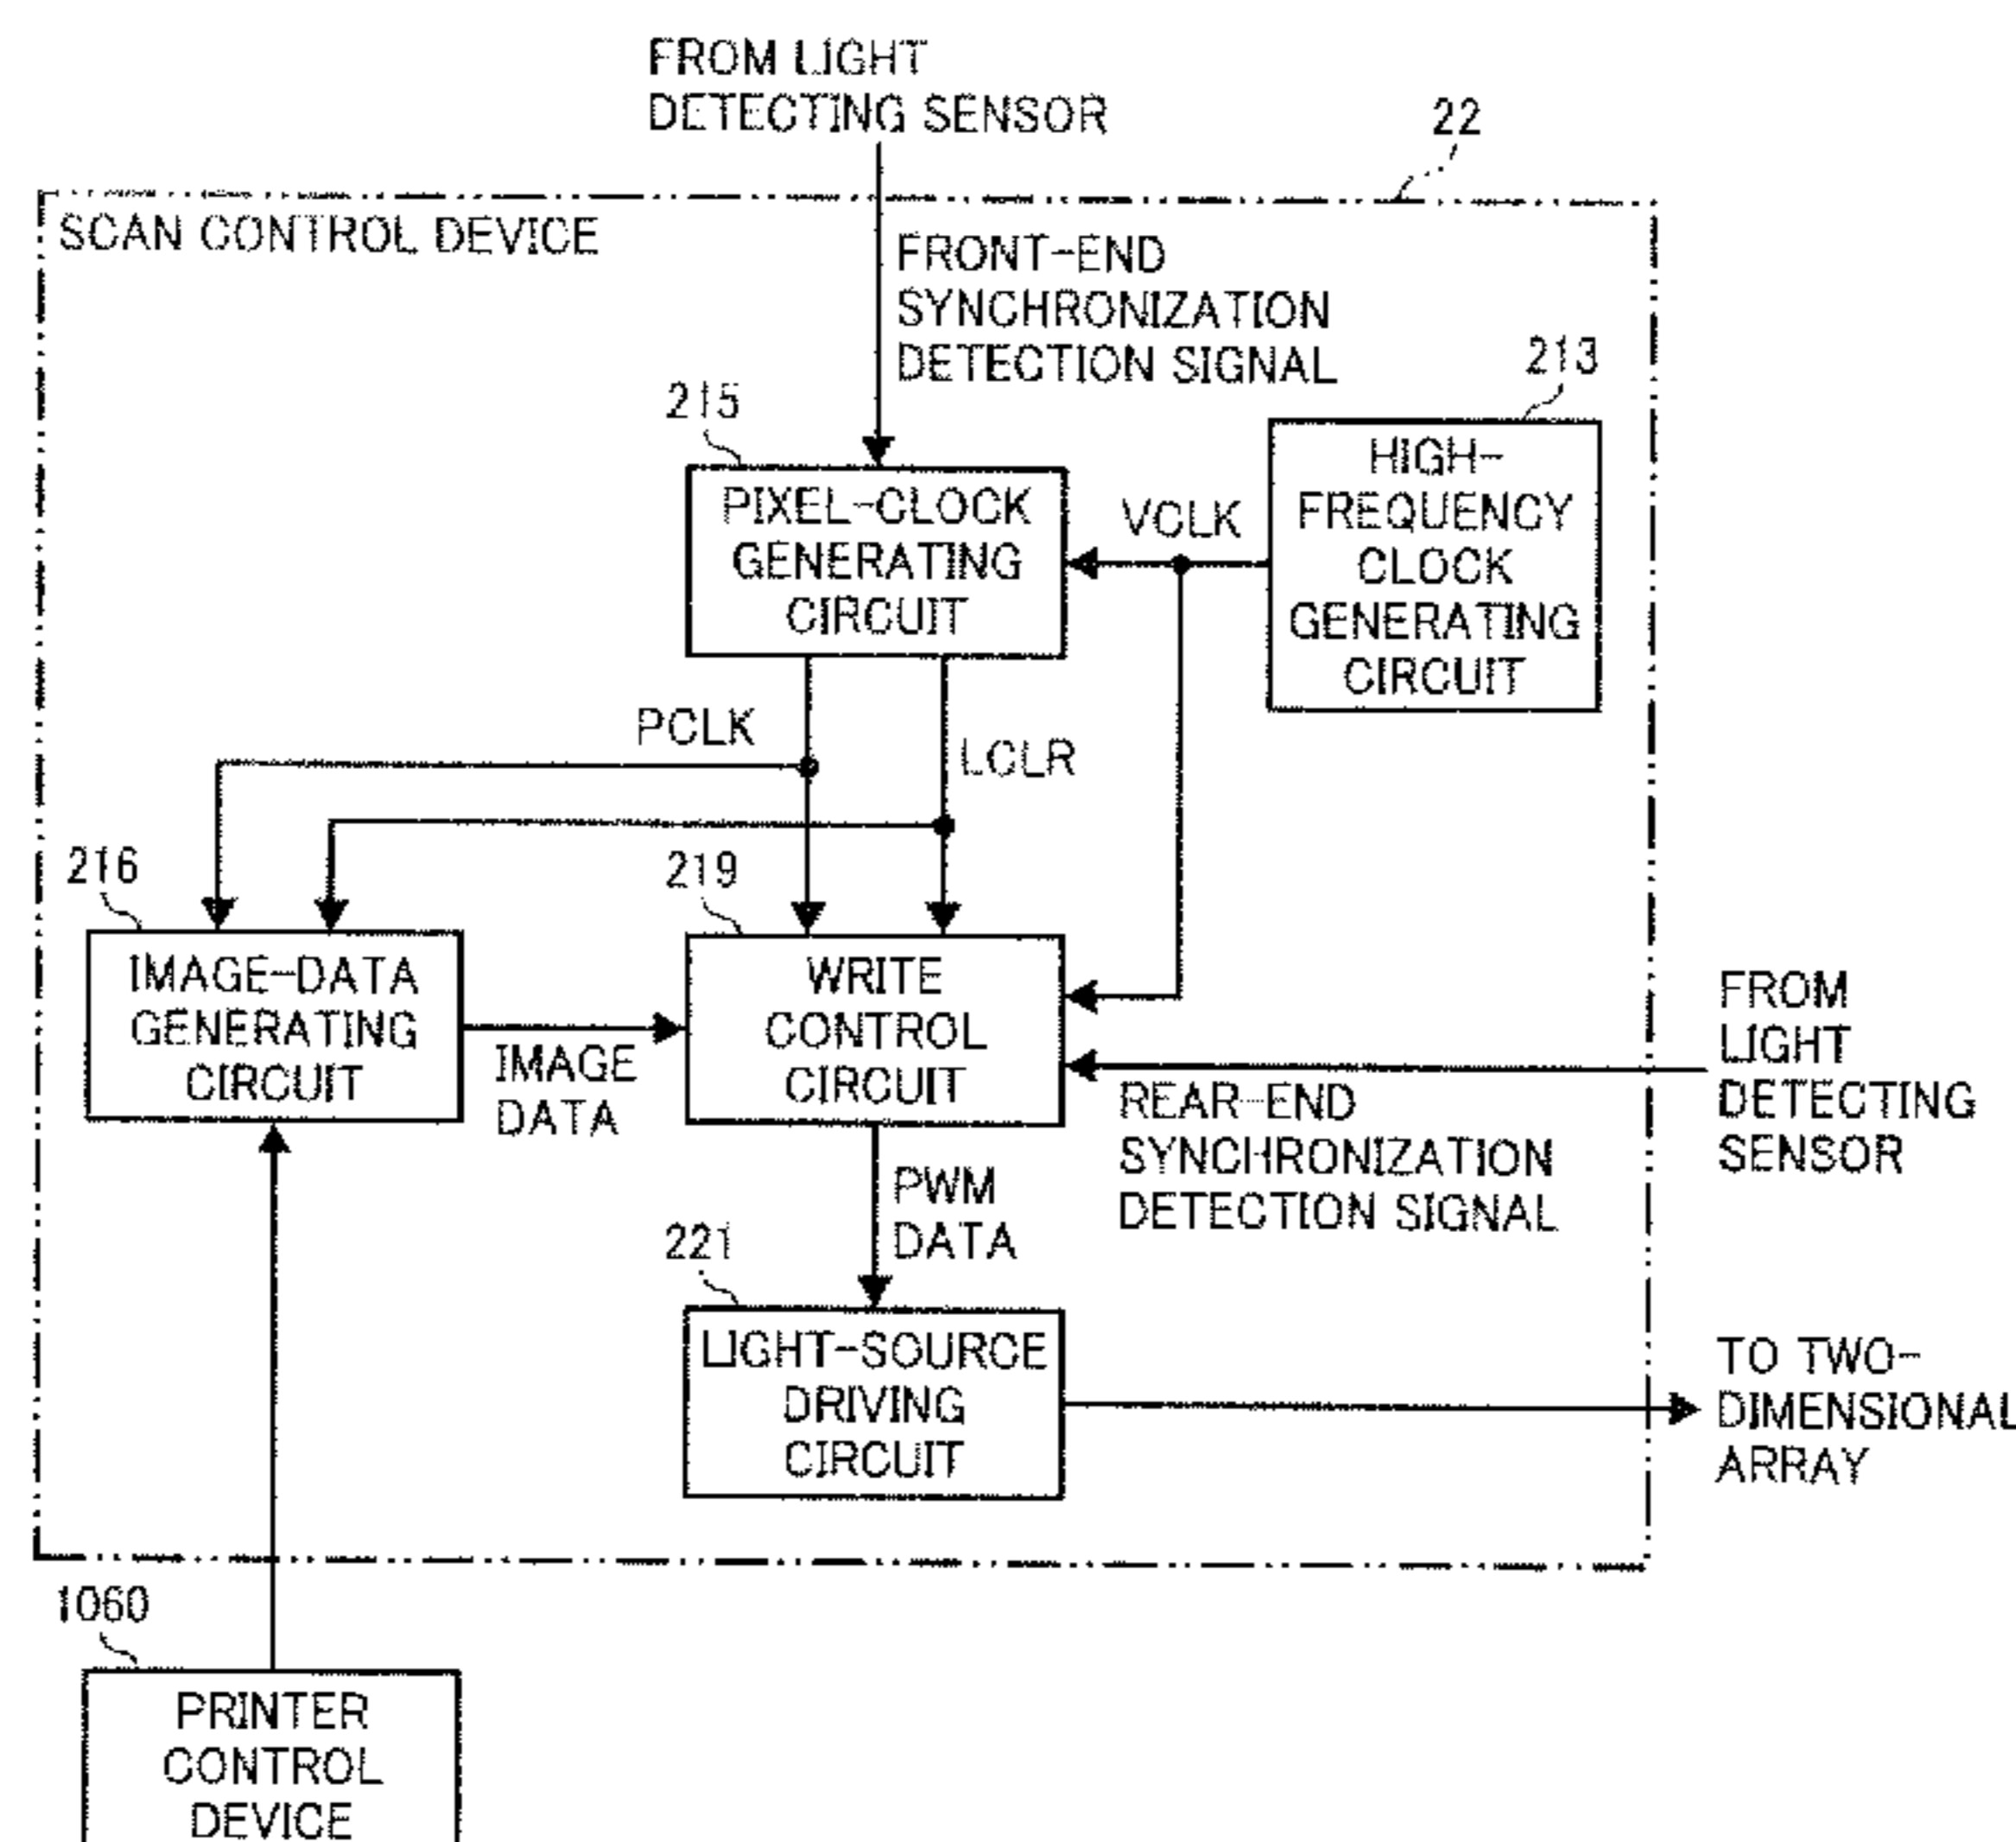 FROM LIGHT
DETECTING SENSOR
22
SCAN CONTROL DEVICE
FRONT-END
SYNCHRONIZATION
DETECTION SIGNAL
213
215
HIGH-
FREQUENCY
CLOCK
GENERATING
CIRCUIT
PIXEL-CLOCK
GENERATING
CIRCUIT
VCLK
PCLK
LCLR
216
219
IMAGE-DATA
GENERATING
CIRCUIT
WRITE
CONTROL
CIRCUIT
FROM
LIGHT
DETECTING
SENSOR
IMAGE
DATA
REAR-END
SYNCHRONIZATION
DETECTION SIGNAL
PWM
DATA
221
LIGHT-SOURCE
DRIVING
CIRCUIT
TO TWO-
DIMENSIONAL
ARRAY
1060
PRINTER
CONTROL
DEVICE